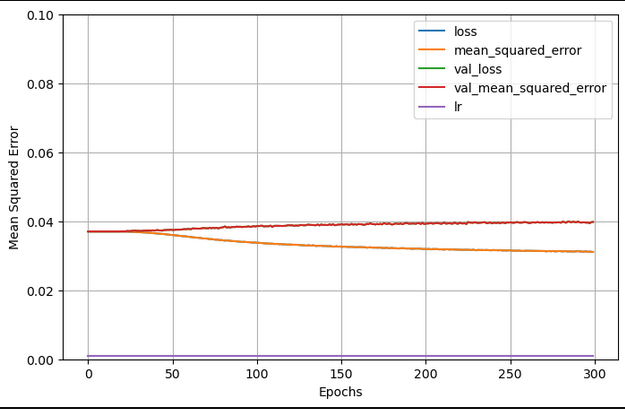 0.10
0.08
0.06
0.04
0.02
0.00
Mean Squared Error
loss
mean_squared_error
val_loss
val_mean_squared_error
lr
0 50 100 150 200 250 300
Epochs